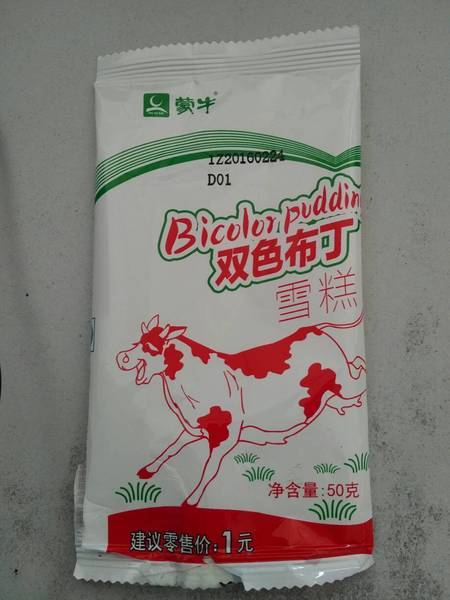 蒙牛
1Z20160224
D01
Bicolor puddin
双色布丁
雪糕
净含量:50克
建议零售价:1元